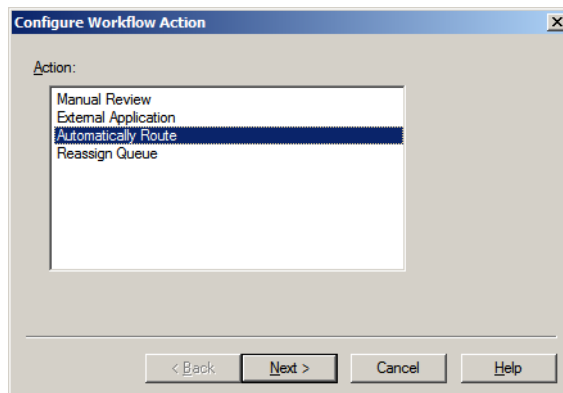 Configure Workflow Action
Action:
Manual Review
External Application
Automatically Route
Reassign Queue
< Back Next > Cancel Help